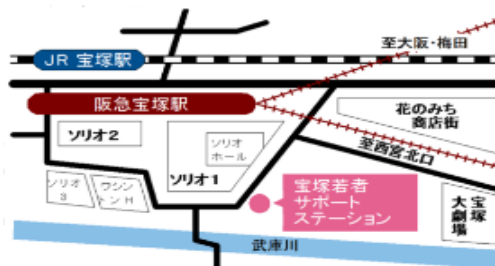 至大阪・梅田
JR 宝塚駅
阪急宝塚駅
花のみち
商店街
ソリオ2
ソリオ
ホール
至西宮北口
ソリオ1
ソリオ
3
ワシン
トンH
宝塚若者
サポート
ステーション
宝塚
大劇場
武庫川